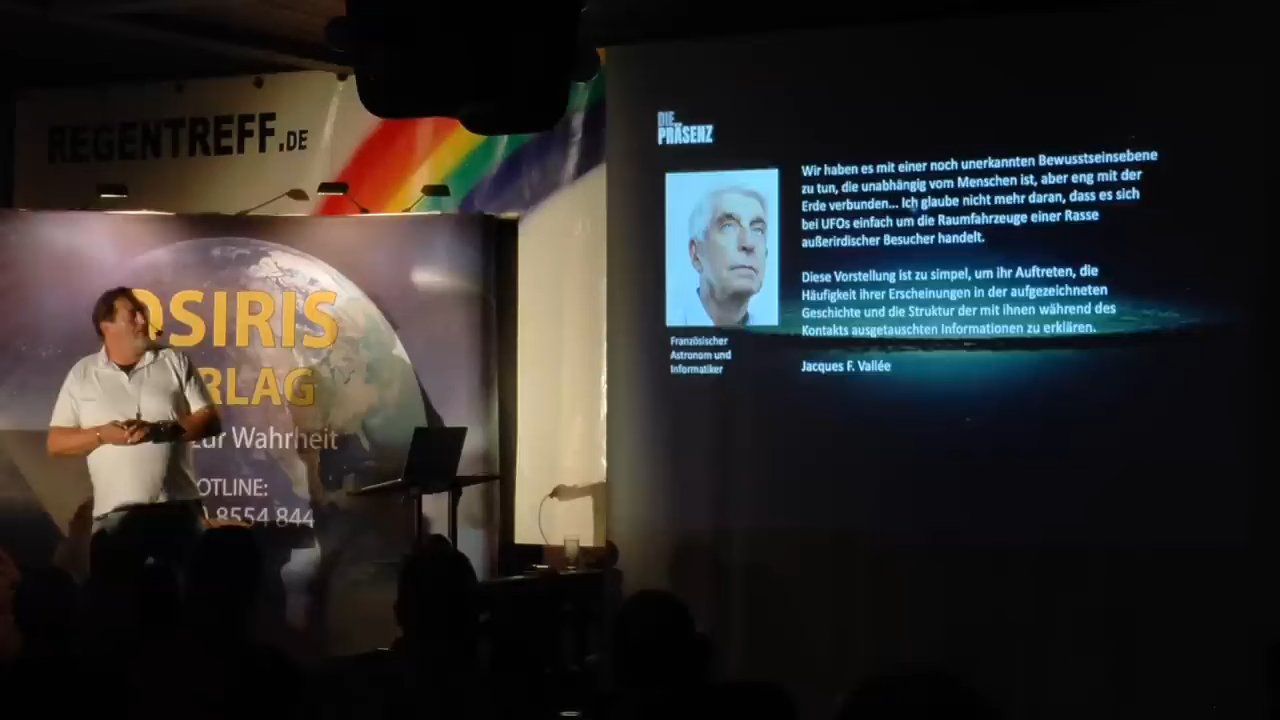 REGENTREFF.DE
OSIRIS
RLAG
zur Wahrheit
OTLINE:
8554 844
DIE
PRÄSENZ
Wir haben es mit einer noch unerkannten Bewusstseinsebene
zu tun, die unabhängig vom Menschen ist, aber eng mit der
Erde verbunden... Ich glaube nicht mehr daran, dass es sich
bei UFOs einfach um die Raumfahrzeuge einer Rasse
außerirdischer Besucher handelt.
Diese Vorstellung ist zu simpel, um ihr Auftreten, die
Häufigkeit ihrer Erscheinungen in der aufgezeichneten
Geschichte und die Struktur der mit ihnen während des
Kontakts ausgetauschten Informationen zu erklären.
Jacques F. Vallée
Französischer
Astronom und
Informatiker